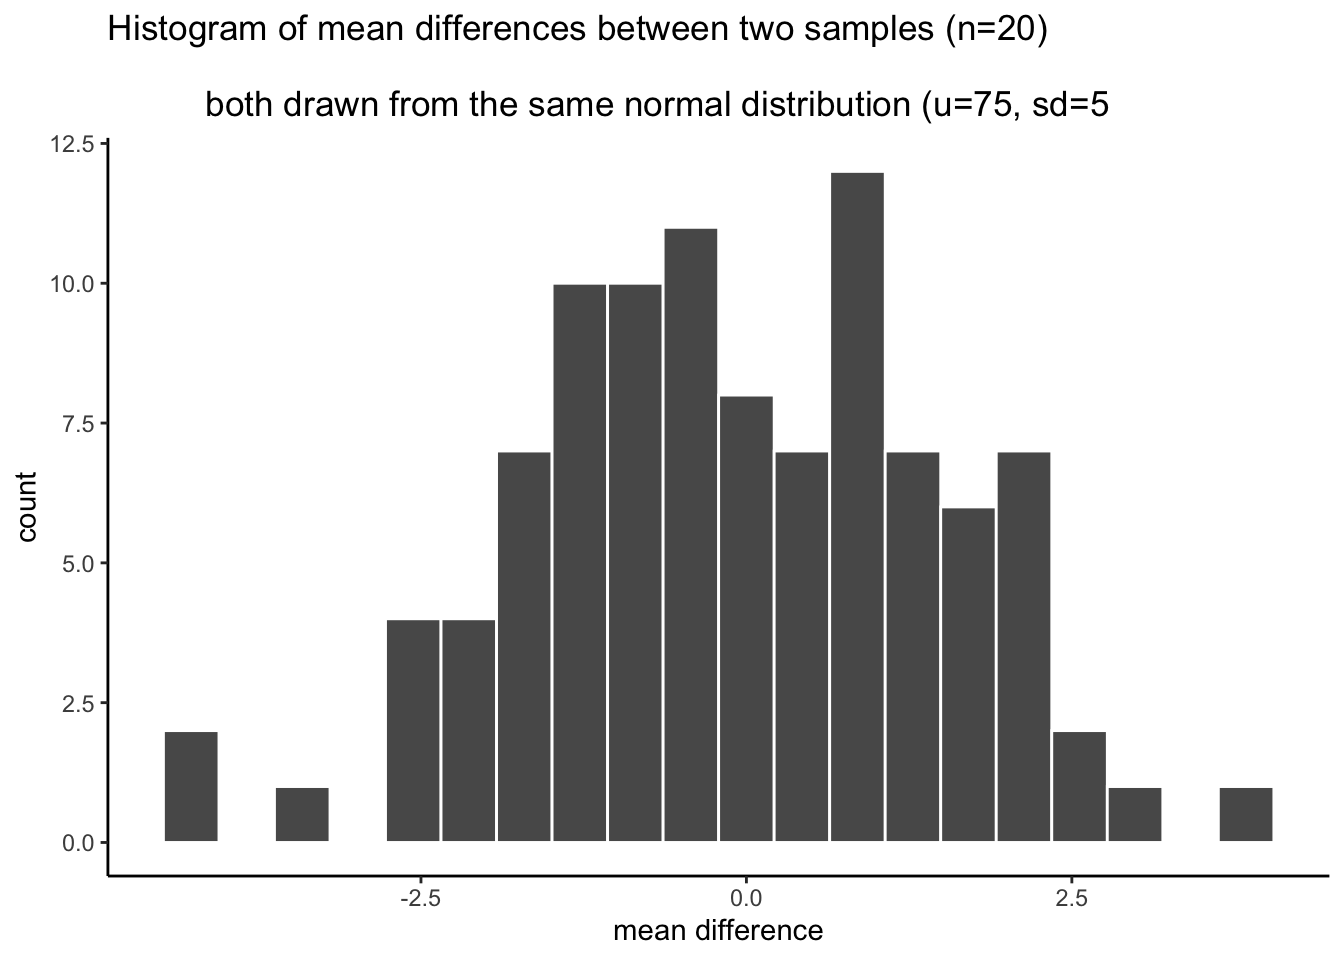 Histogram of mean differences between two samples (n=20)
both drawn from the same normal distribution (u=75, sd=5
12.5
10.0
7.5
5.0
2.5
0.0
count
-2.5
0.0
2.5
mean difference